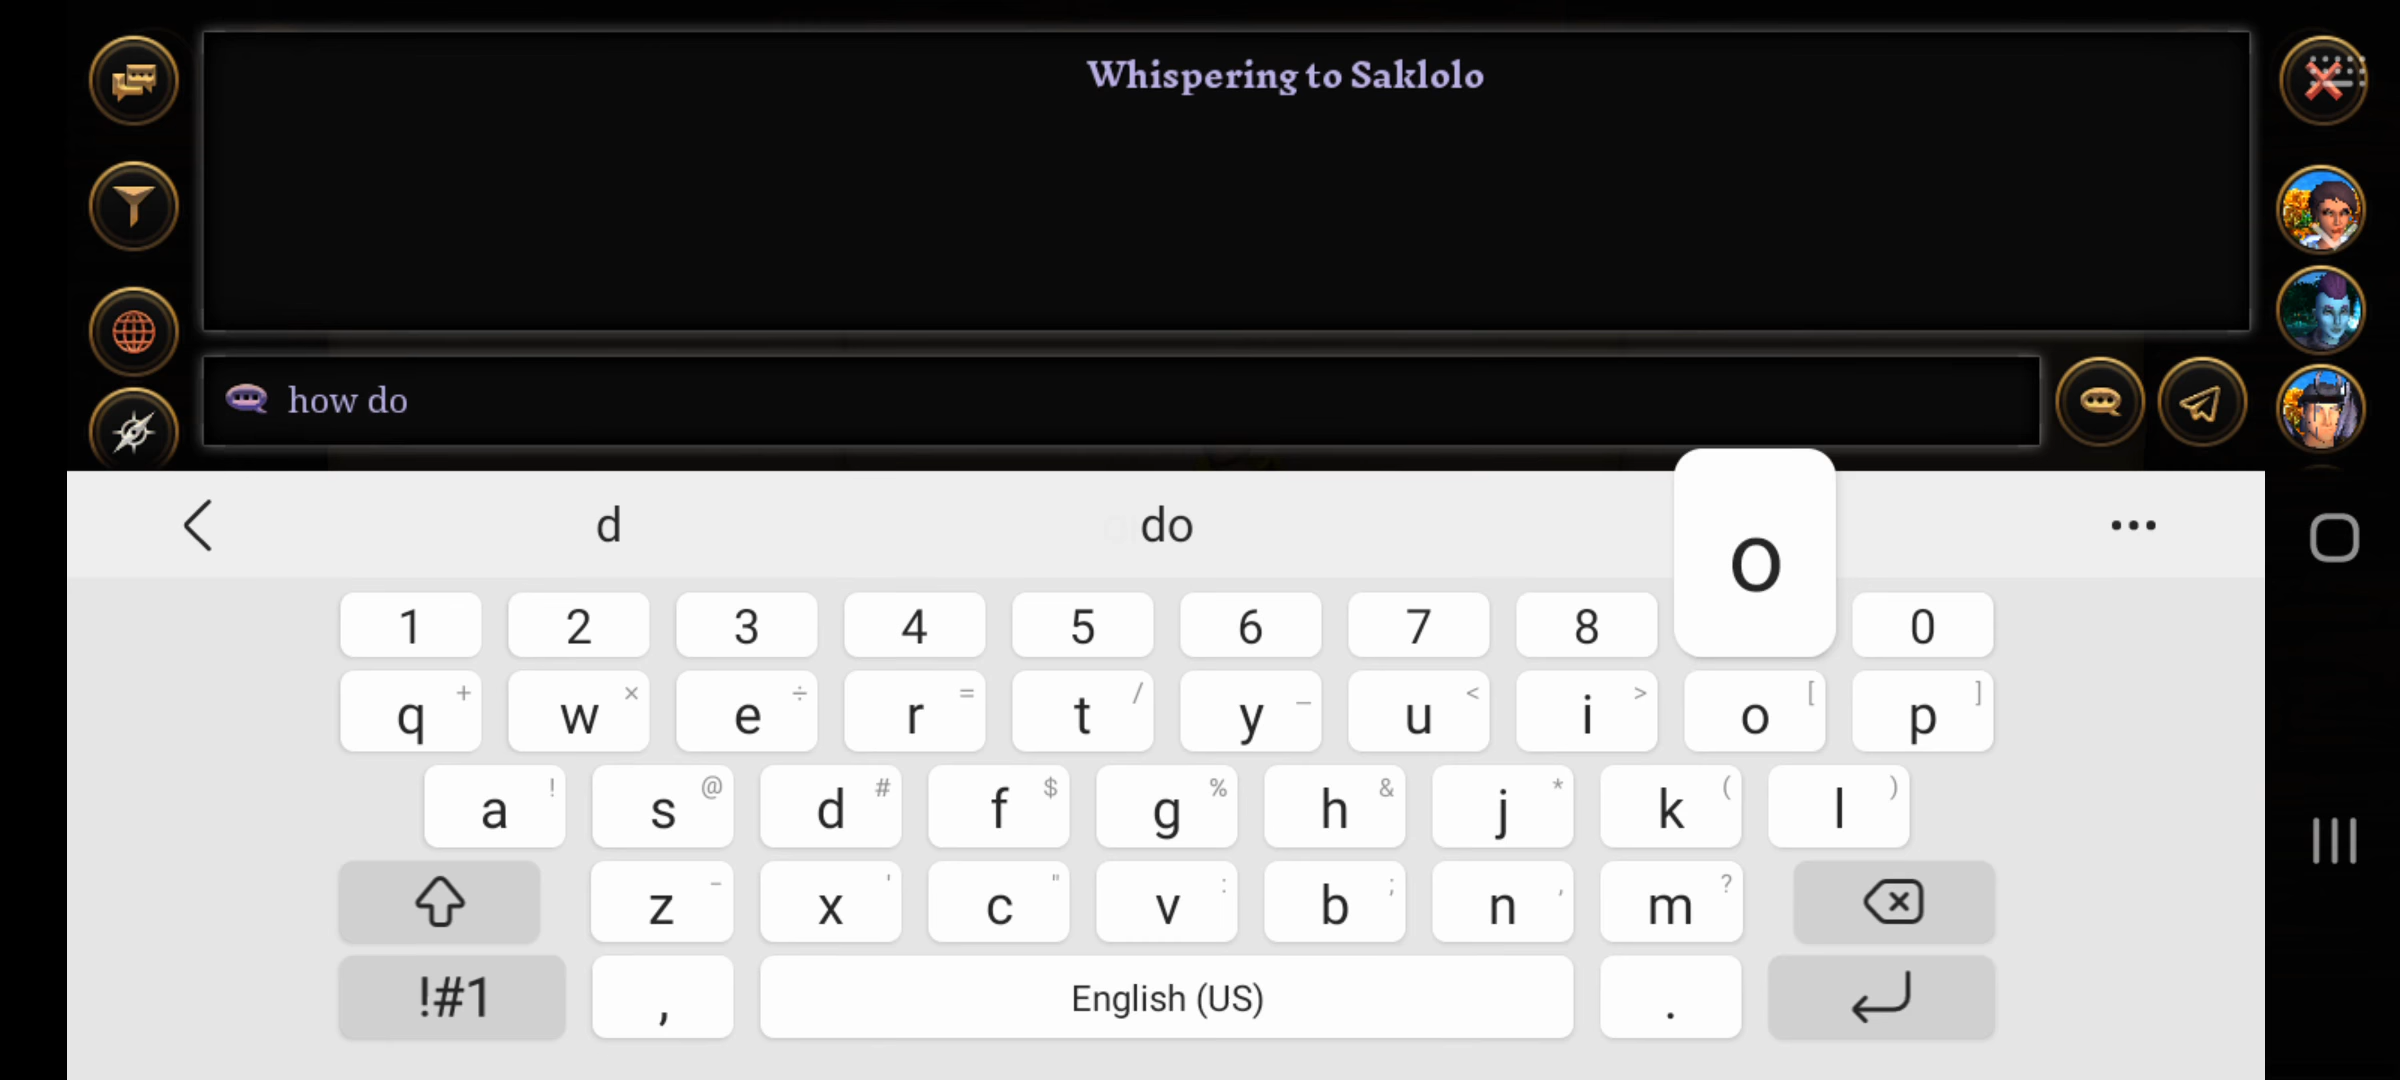 Whispering to Saklolo
how do
d do
o
1 2 3 4 5 6 7 8 0
q + w × e ÷ r = t / y _ u < i > o [ p ]
a ! s @ d # f $ g % h & j * k ( l )
z - x ' c " v : b ; n , m ?
!#1 , English (US) .